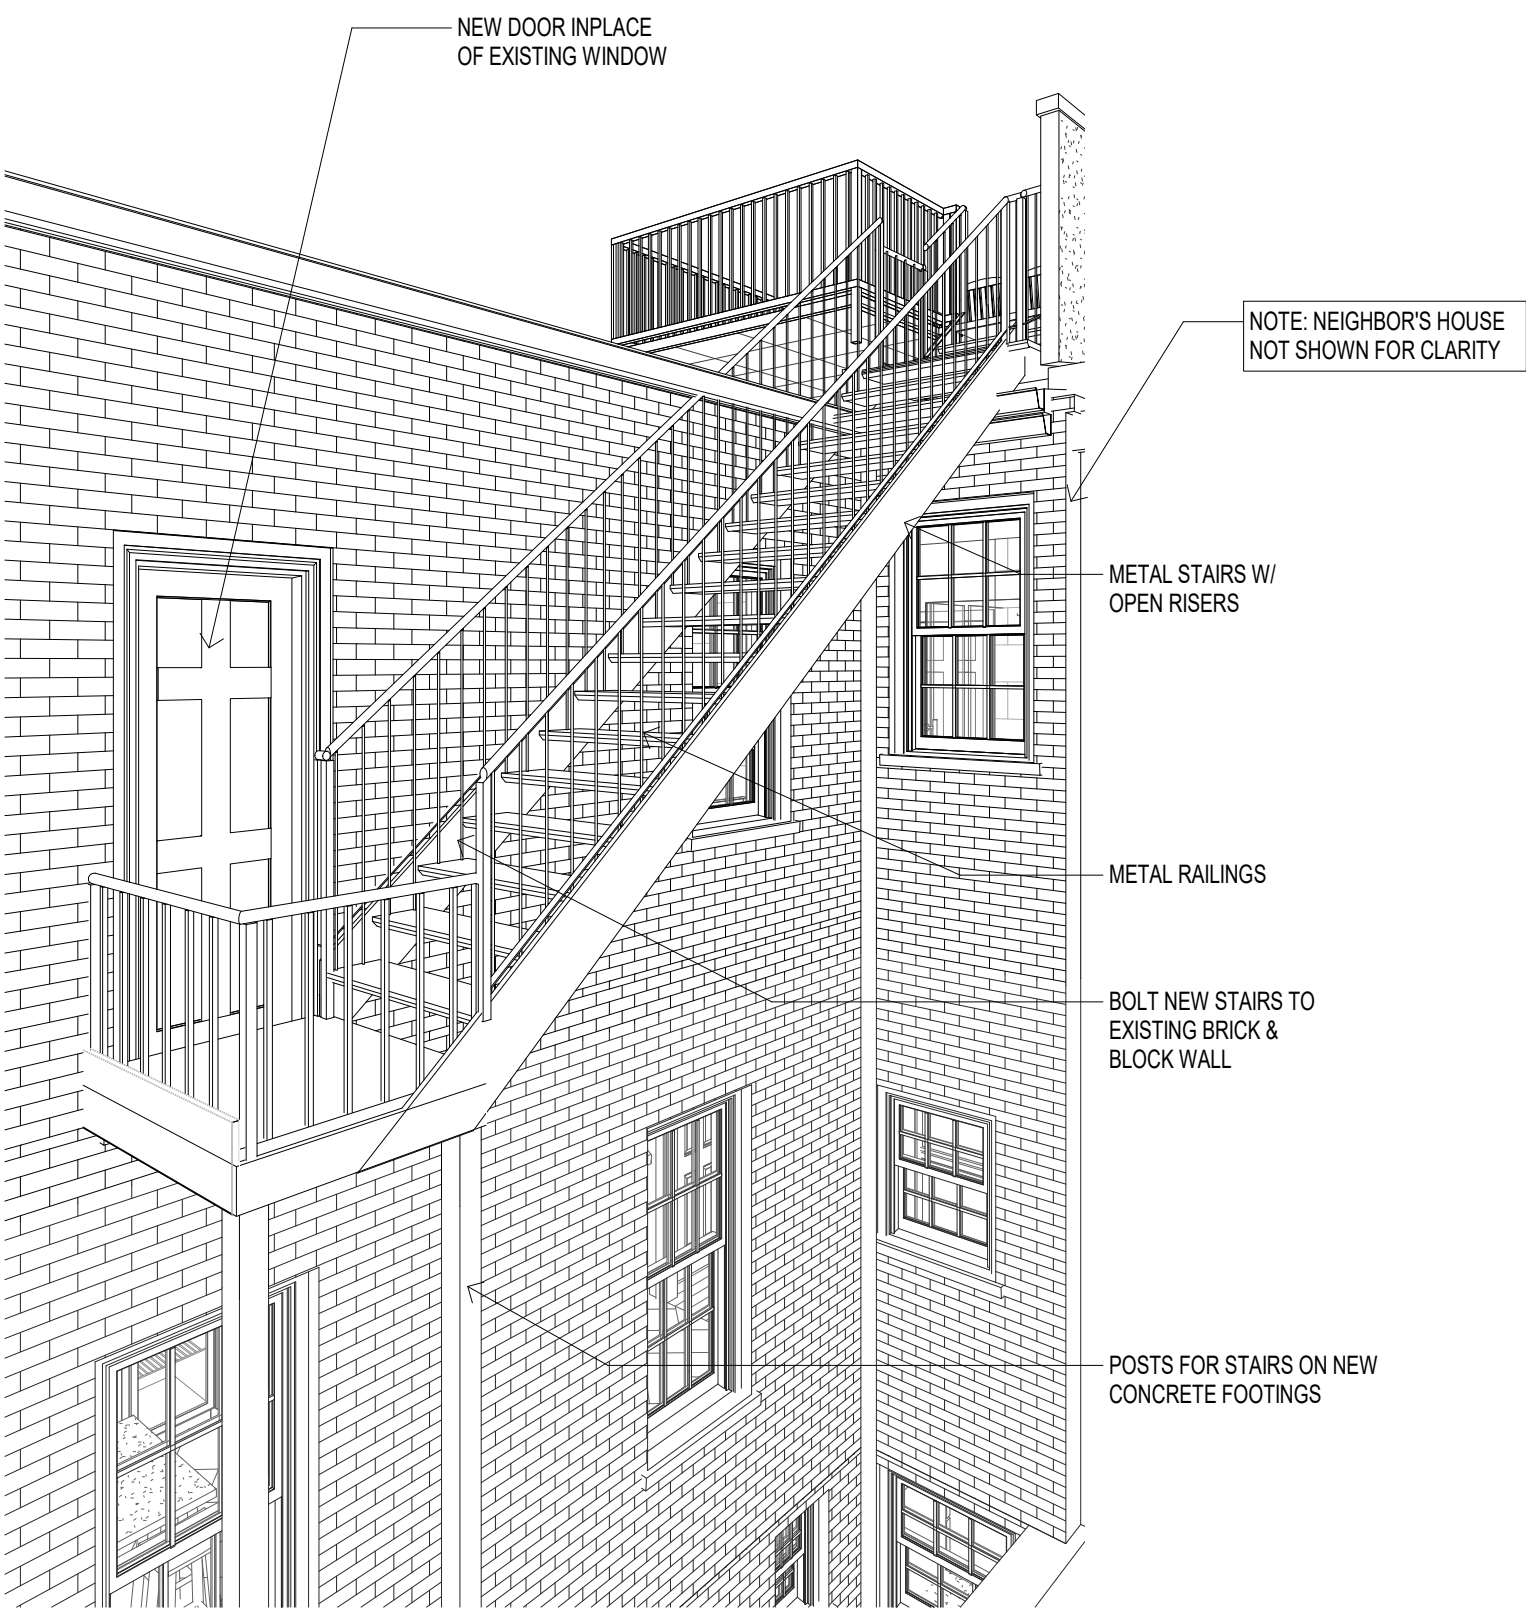 NEW DOOR INPLACE
OF EXISTING WINDOW
NOTE: NEIGHBOR'S HOUSE
NOT SHOWN FOR CLARITY
METAL STAIRS W/
OPEN RISERS
METAL RAILINGS
BOLT NEW STAIRS TO
EXISTING BRICK &
BLOCK WALL
POSTS FOR STAIRS ON NEW
CONCRETE FOOTINGS